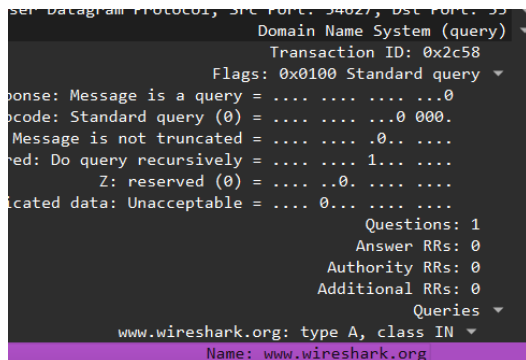 ser Datagram Protocol, Src Port: 54627, Dst Port: 53
Domain Name System (query)
Transaction ID: 0x2c58
Flags: 0x0100 Standard query
ponse: Message is a query = .... .... .... ...0
pcode: Standard query (0) = .... .... ...0 000.
Message is not truncated = .... .... .0.. ....
red: Do query recursively = .... .... 1... ....
Z: reserved (0) = .... ..0. .... ....
icated data: Unacceptable = .... 0... .... ....
Questions: 1
Answer RRs: 0
Authority RRs: 0
Additional RRs: 0
Queries
www.wireshark.org: type A, class IN
Name: www.wireshark.org